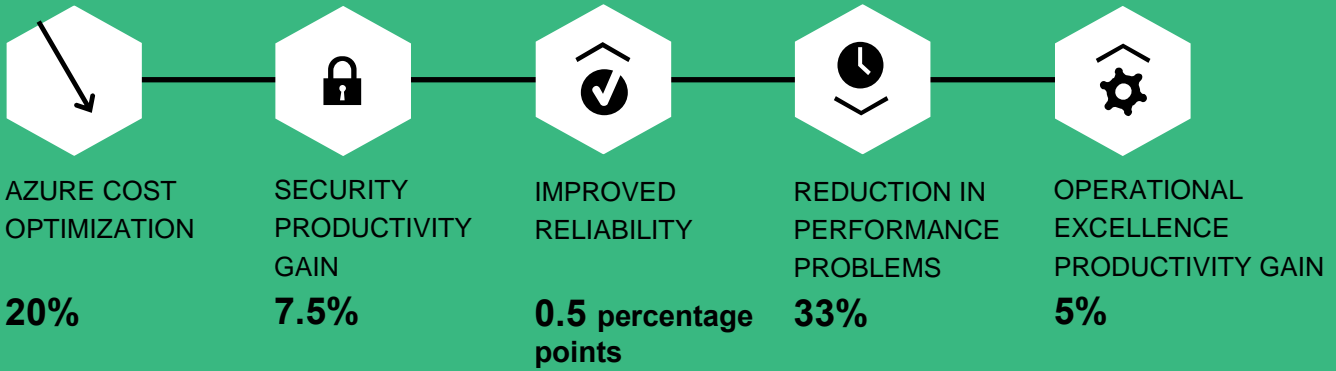 AZURE COST
OPTIMIZATION
20%
SECURITY
PRODUCTIVITY
GAIN
7.5%
IMPROVED
RELIABILITY
0.5 percentage
points
REDUCTION IN
PERFORMANCE
PROBLEMS
33%
OPERATIONAL
EXCELLENCE
PRODUCTIVITY GAIN
5%